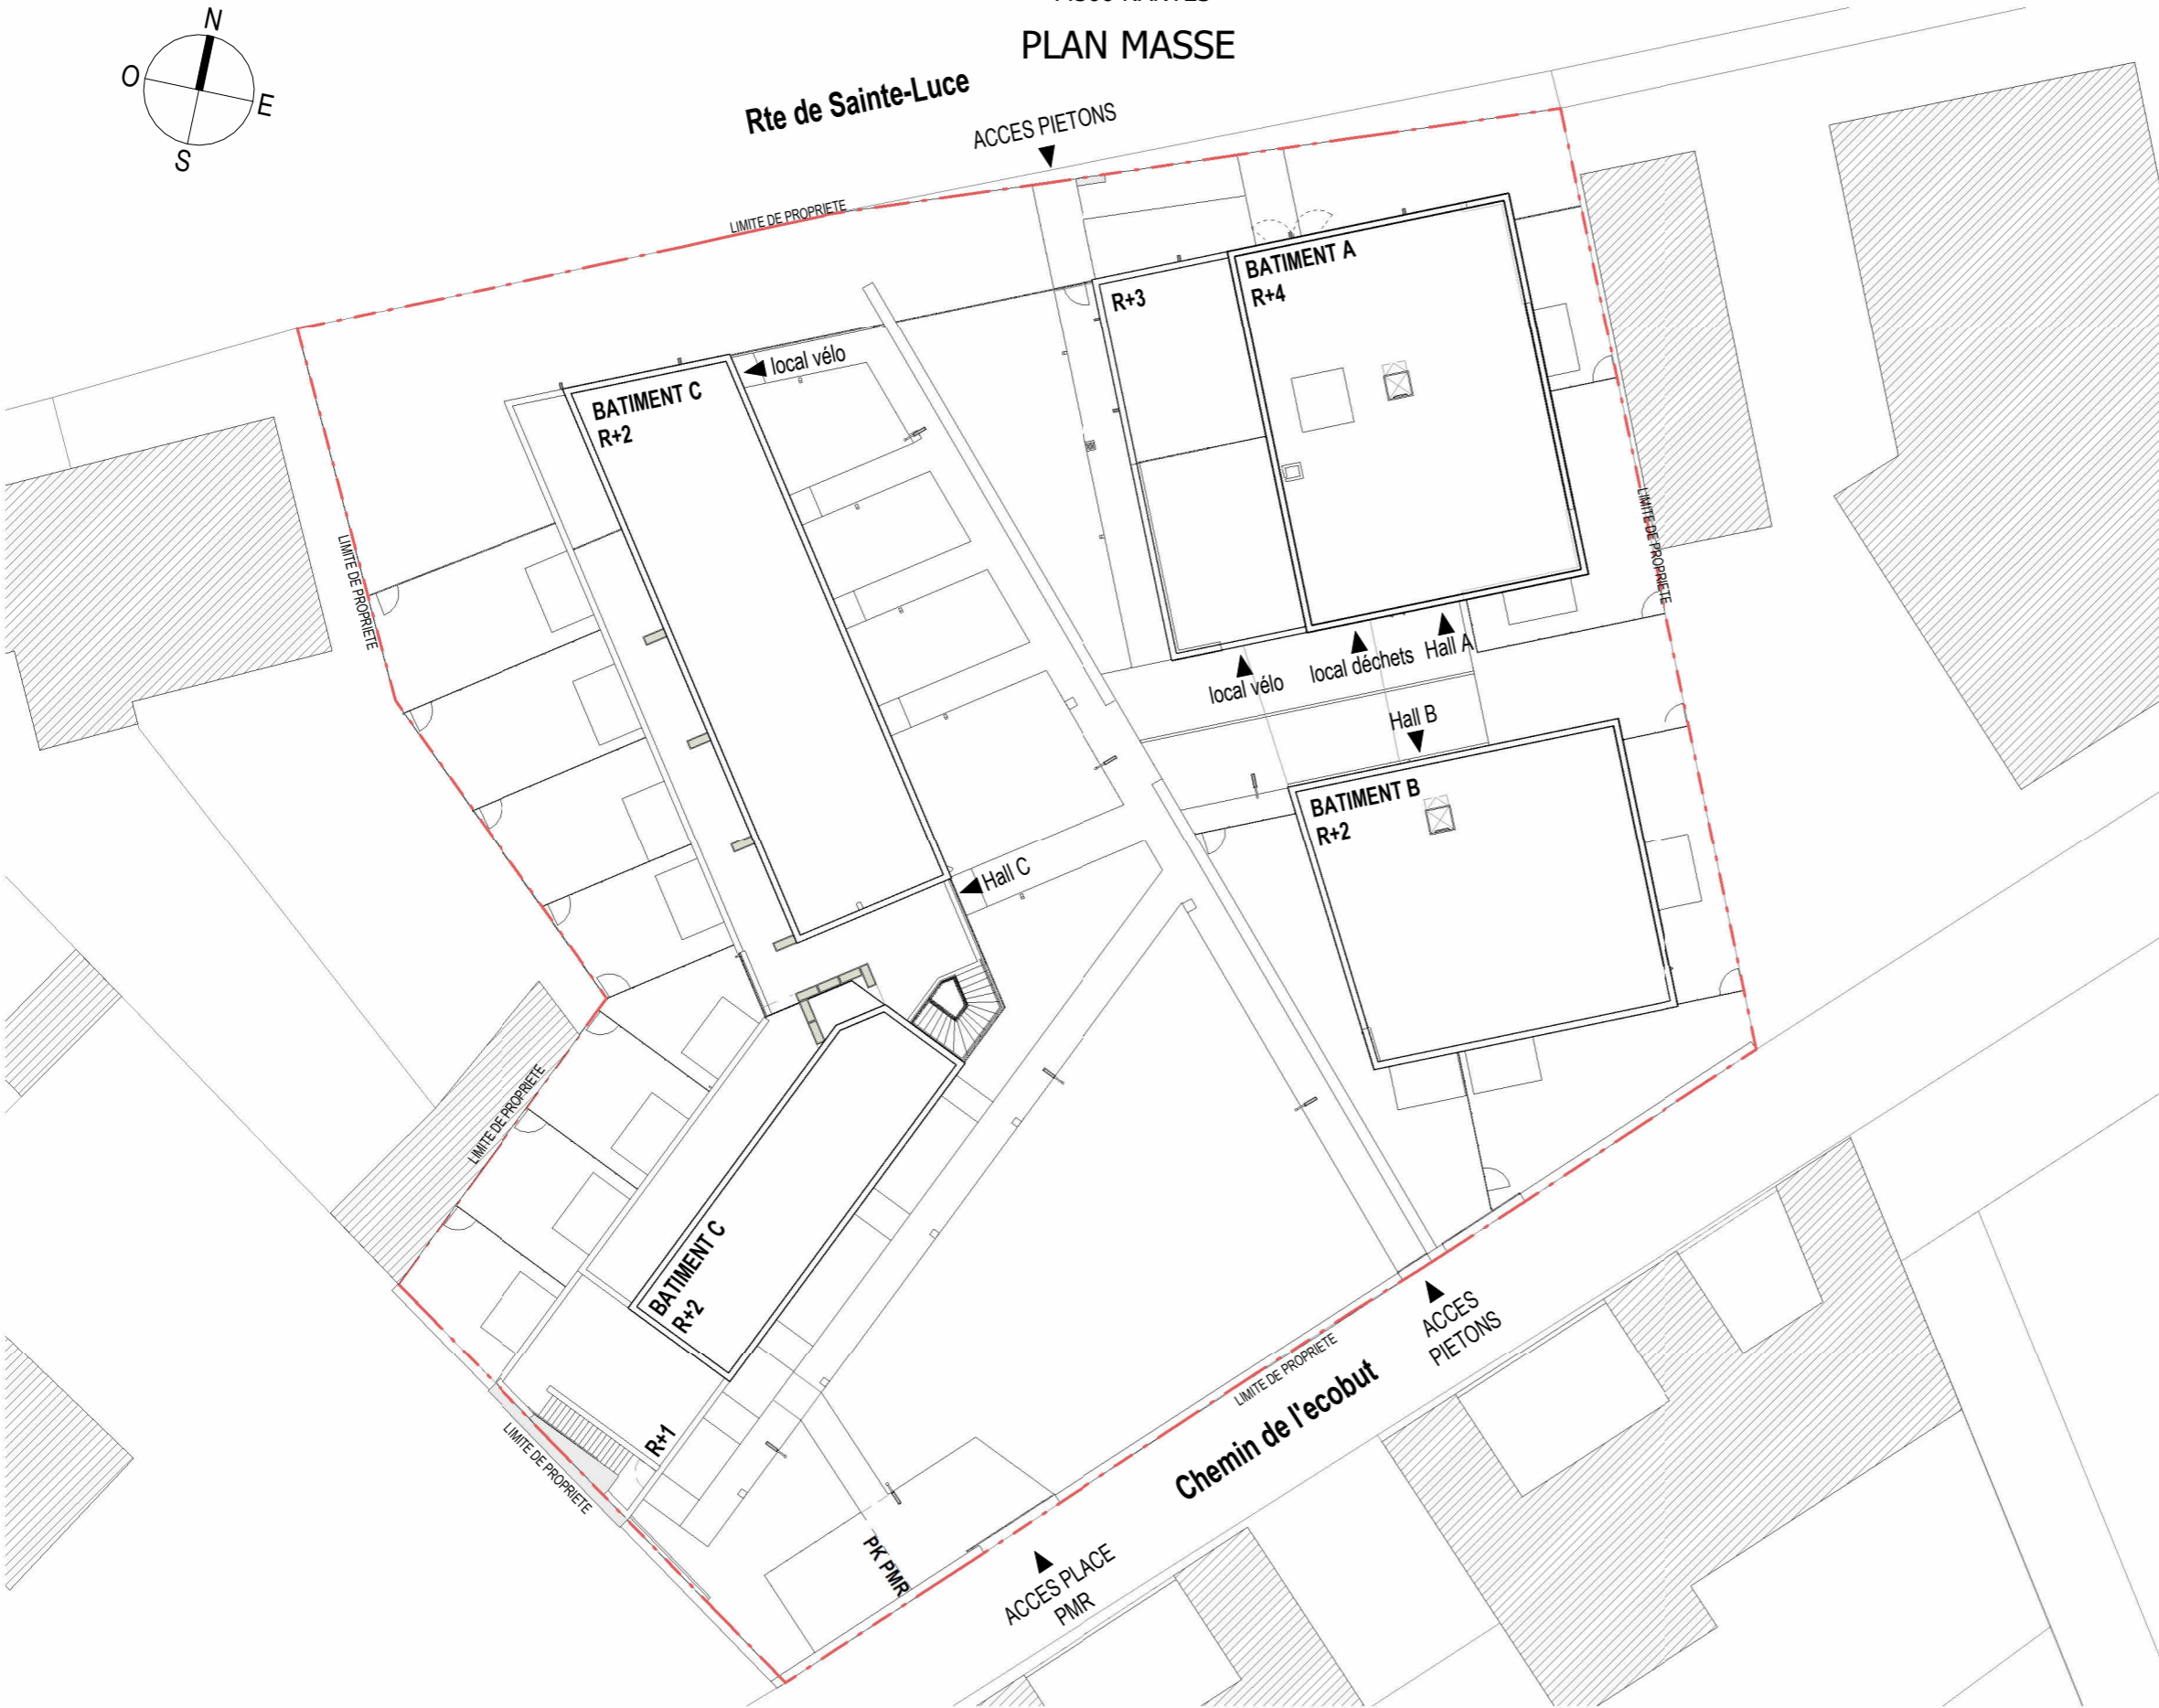 PLAN MASSE
N
O
E
S
Rte de Sainte-Luce
ACCES PIETONS
LIMITE DE PROPRIETE
BATIMENT A
R+4
R+3
local vélo
BATIMENT C
R+2
LIMITE DE PROPRIETE
LIMITE DE PROPRIETE
local vélo
local déchets
Hall A
Hall B
BATIMENT B
R+2
Hall C
LIMITE DE PROPRIETE
BATIMENT C
R+2
R+1
LIMITE DE PROPRIETE
ACCES
PIETONS
LIMITE DE PROPRIETE
Chemin de l'ecobut
PK PMR
ACCES PLACE
PMR